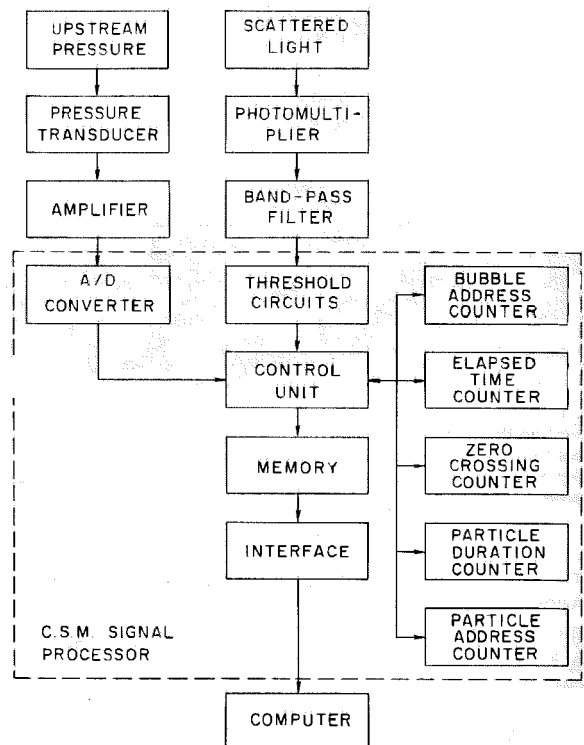 UPSTREAM
PRESSURE
SCATTERED
LIGHT
PRESSURE
TRANSDUCER
PHOTOMULTI-
PLIER
AMPLIFIER
BAND-PASS
FILTER
A/D
CONVERTER
THRESHOLD
CIRCUITS
BUBBLE
ADDRESS
COUNTER
CONTROL
UNIT
ELAPSED
TIME
COUNTER
MEMORY
ZERO
CROSSING
COUNTER
INTERFACE
PARTICLE
DURATION
COUNTER
C.S.M. SIGNAL
PROCESSOR
PARTICLE
ADDRESS
COUNTER
COMPUTER